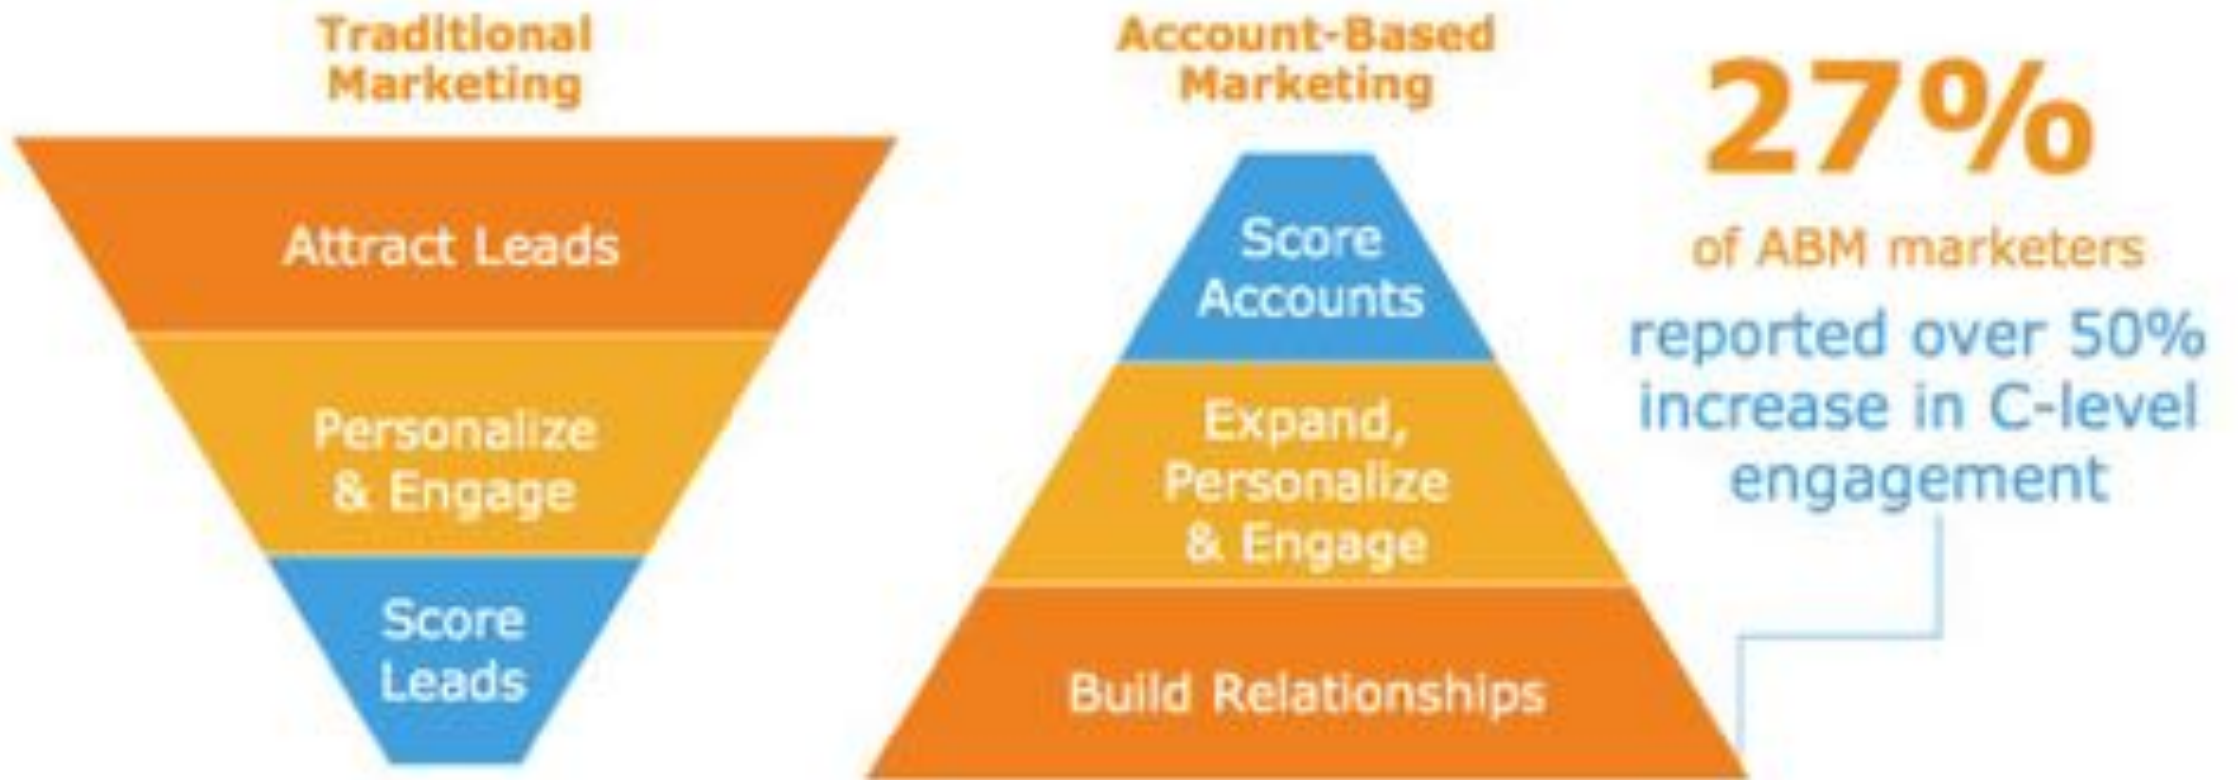 Traditional
Marketing
Attract Leads
Personalize
& Engage
Score
Leads
Account-Based
Marketing
Score
Accounts
Expand,
Personalize
& Engage
Build Relationships
27%
of ABM marketers
reported over 50%
increase in C-level
engagement